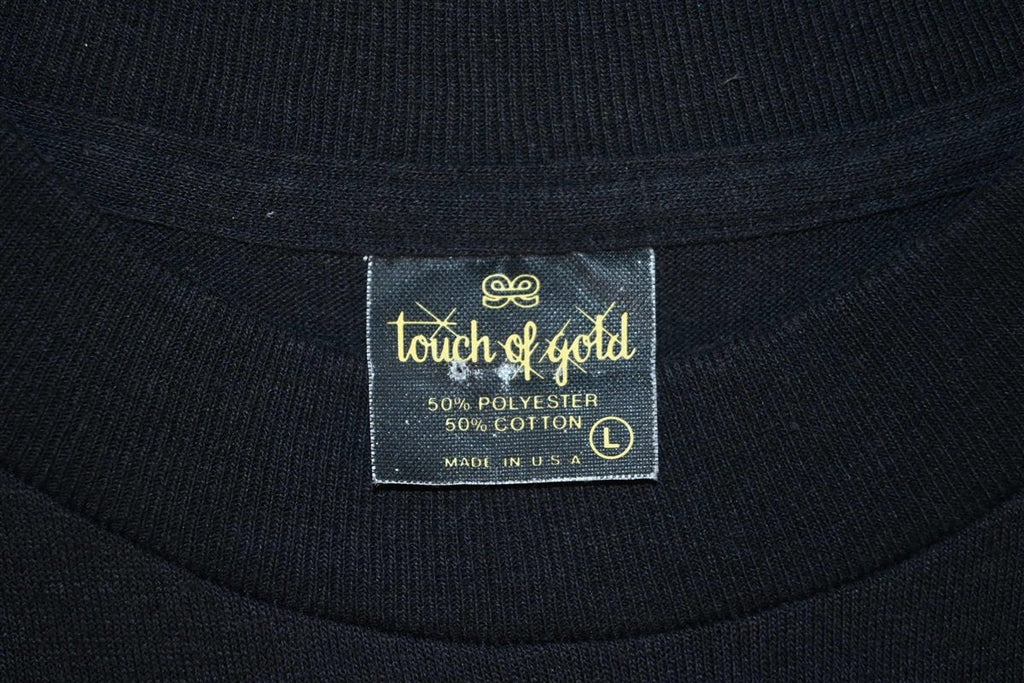 touch of gold
50% POLYESTER
50% COTTON
L
MADE IN U S A